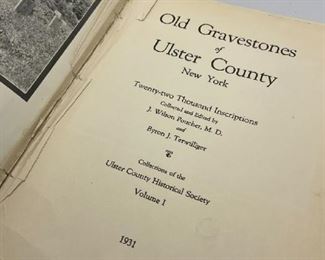 Old Gravestones
of
Ulster County
New York
Twenty-two Thousand Inscriptions
Collected and Edited by
J. Wilson Poucher, M. D.
and
Byron J. Terwilliger
Collections of the
Ulster County Historical Society
Volume I
1931